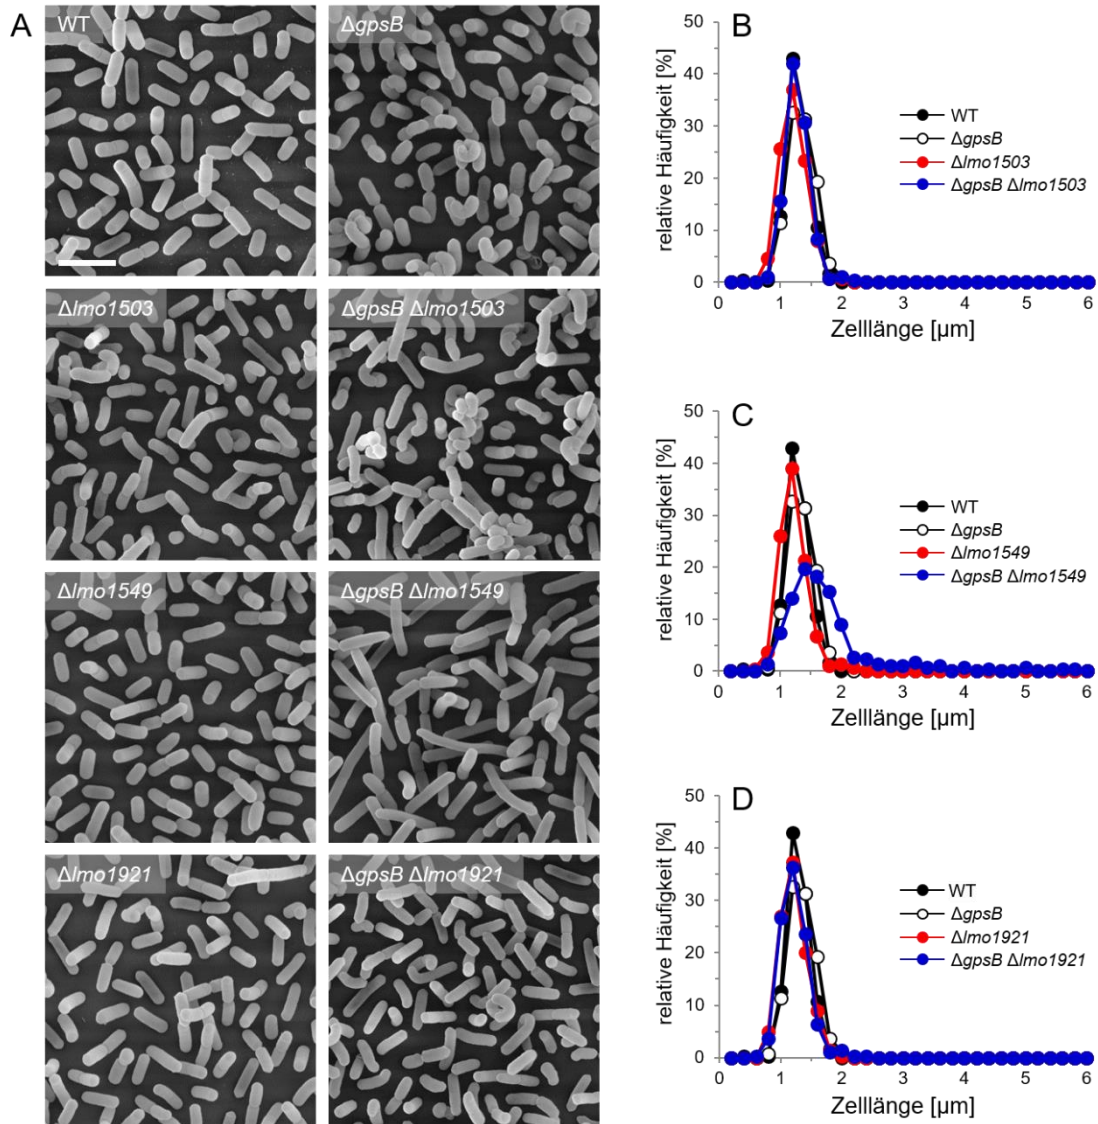 A
WT
ΔgpsB
Δlmo1503
ΔgpsB Δlmo1503
Δlmo1549
ΔgpsB Δlmo1549
Δlmo1921
ΔgpsB Δlmo1921
B
relative Häufigkeit [%]
50
40
30
20
10
0
0 1 2 3 4 5 6
Zelllänge [µm]
WT
ΔgpsB
Δlmo1503
ΔgpsB Δlmo1503
C
relative Häufigkeit [%]
50
40
30
20
10
0
0 1 2 3 4 5 6
Zelllänge [µm]
WT
ΔgpsB
Δlmo1549
ΔgpsB Δlmo1549
D
relative Häufigkeit [%]
50
40
30
20
10
0
0 1 2 3 4 5 6
Zelllänge [µm]
WT
ΔgpsB
Δlmo1921
ΔgpsB Δlmo1921